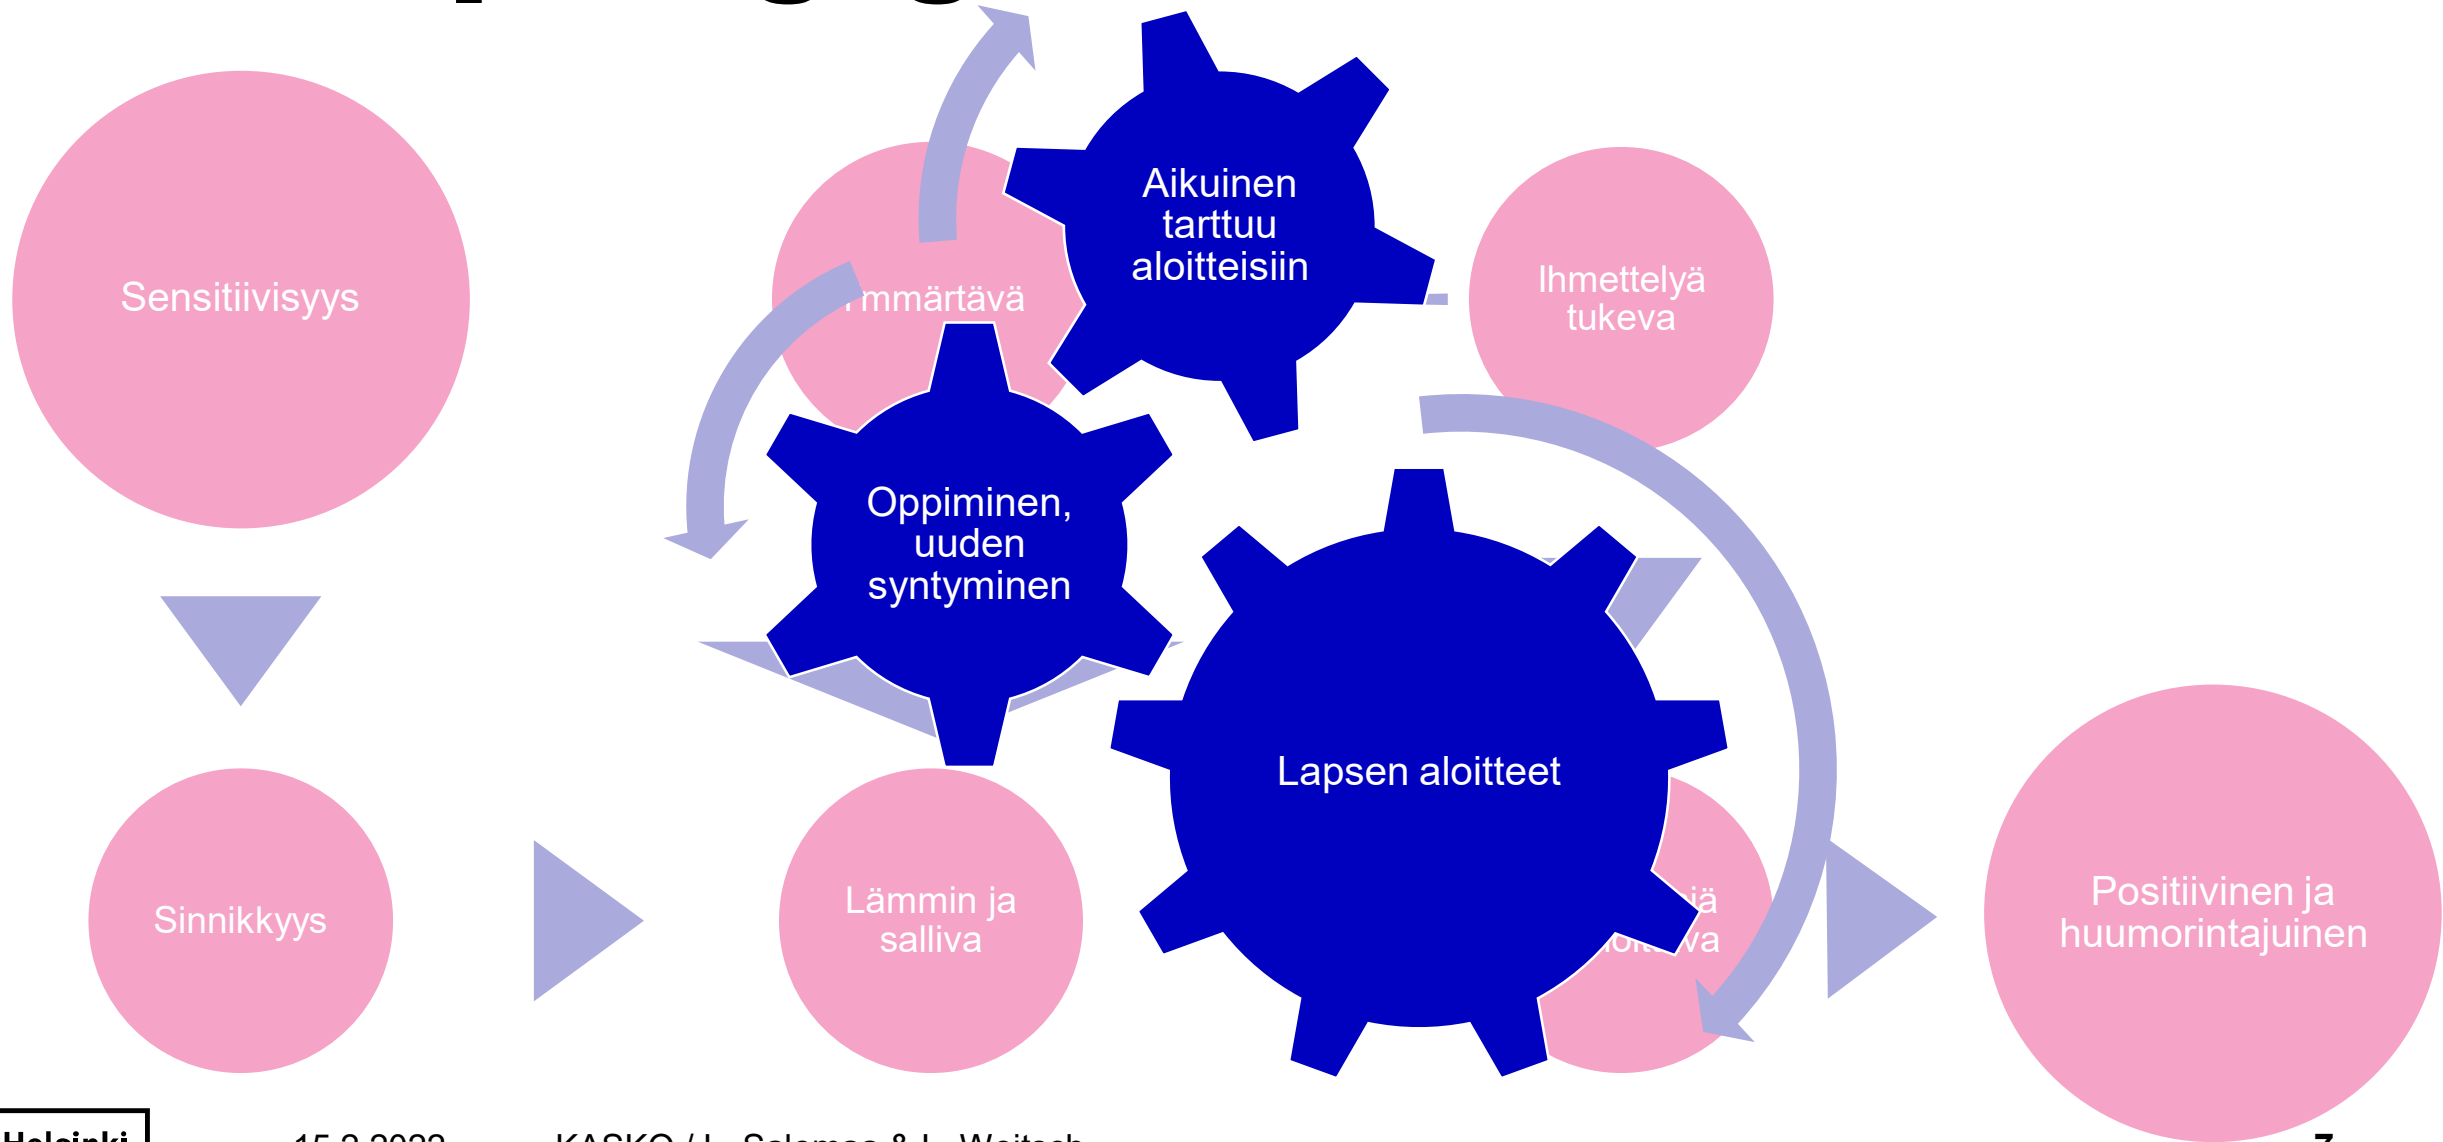 Aikuinen
tarttuu
aloitteisiin
Sensitiivisyys
mmärtävä
Ihmettelyä
tukeva
Oppiminen,
uuden
syntyminen
Lapsen aloitteet
Sinnikkyys
Lämmin ja
salliva
Positiivinen ja
huumorintajuinen